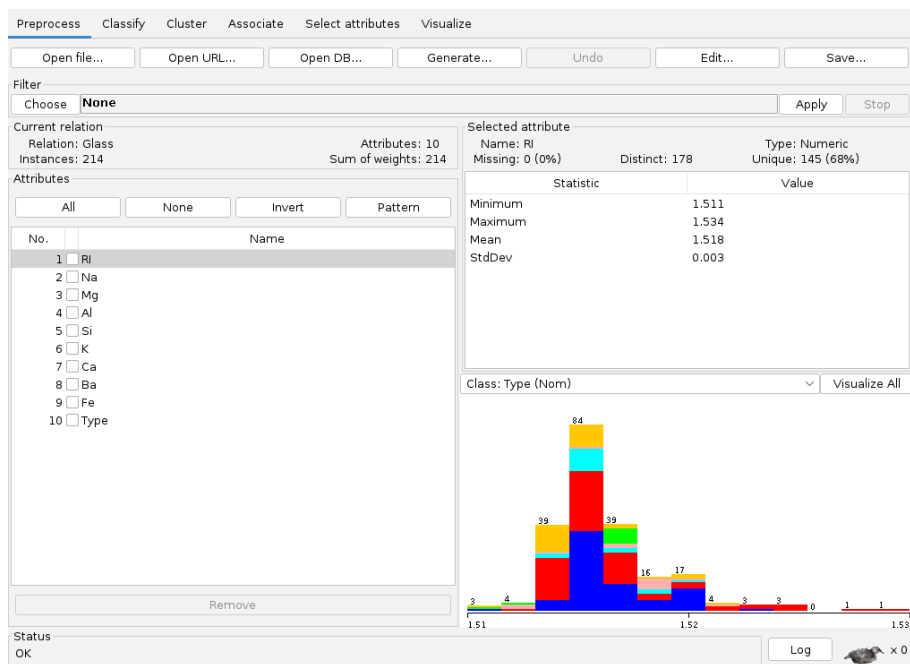 Preprocess Classify Cluster Associate Select attributes Visualize
Open file... Open URL... Open DB... Generate... Undo Edit... Save...
Filter
Choose None Apply Stop
Current relation
Relation: Glass Attributes: 10
Instances: 214 Sum of weights: 214
Attributes
All None Invert Pattern
No. Name
1 RI
2 Na
3 Mg
4 Al
5 Si
6 K
7 Ca
8 Ba
9 Fe
10 Type
Remove
Selected attribute
Name: RI Type: Numeric
Missing: 0 (0%) Distinct: 178 Unique: 145 (68%)
Statistic Value
Minimum 1.511
Maximum 1.534
Mean 1.518
StdDev 0.003
Class: Type (Nom) Visualize All
3 4 39 84 39 16 17 4 3 3 0 1 1
1.51 1.52 1.53
Status
OK Log x 0